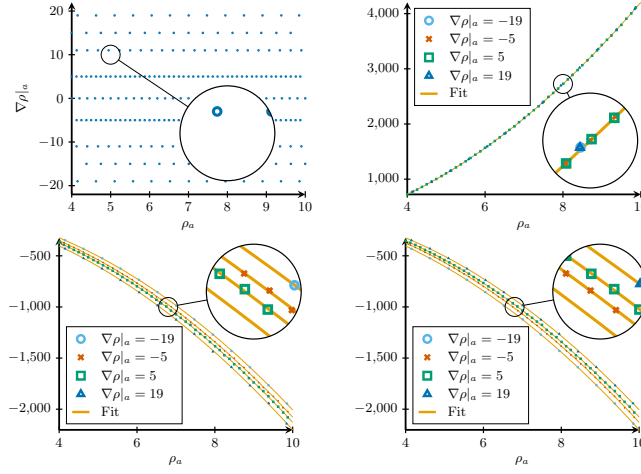 20
10
0
−10
−20
∇ρ|ₐ
4 5 6 7 8 9 10
ρₐ
4,000
3,000
2,000
1,000
∇ρ|ₐ = −19
∇ρ|ₐ = −5
∇ρ|ₐ = 5
∇ρ|ₐ = 19
Fit
4 6 8 10
ρₐ
−500
−1,000
−1,500
−2,000
∇ρ|ₐ = −19
∇ρ|ₐ = −5
∇ρ|ₐ = 5
∇ρ|ₐ = 19
Fit
4 6 8 10
ρₐ
−500
−1,000
−1,500
−2,000
∇ρ|ₐ = −19
∇ρ|ₐ = −5
∇ρ|ₐ = 5
∇ρ|ₐ = 19
Fit
4 6 8 10
ρₐ